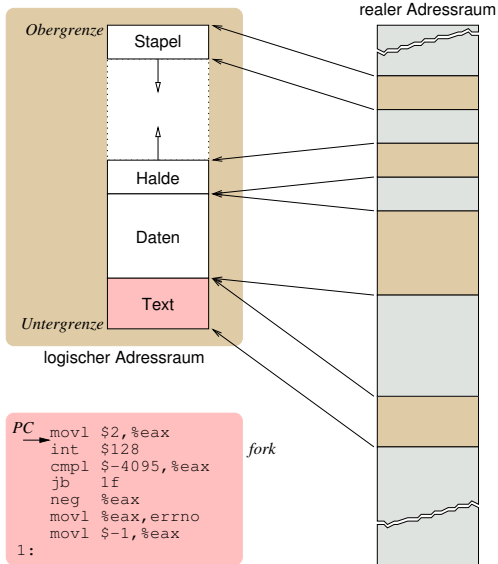 realer Adressraum
Obergrenze
Stapel
Halde
Daten
Text
Untergrenze
logischer Adressraum
PC
movl $2,%eax
int $128
cmpl $-4095,%eax
jb 1f
neg %eax
movl %eax,errno
movl $-1,%eax
1:
fork